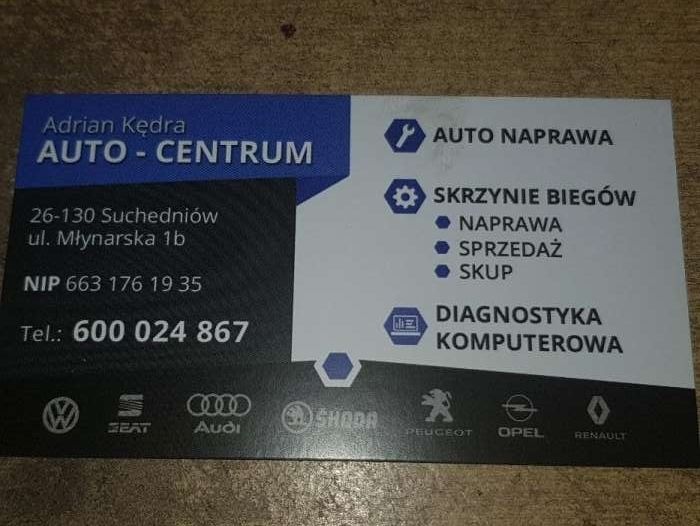 Adrian Kędra
AUTO - CENTRUM
26-130 Suchedniów
ul. Młynarska 1b
NIP 663 176 19 35
Tel.: 600 024 867
AUTO NAPRAWA
SKRZYNIE BIEGÓW
NAPRAWA
SPRZEDAŻ
SKUP
DIAGNOSTYKA
KOMPUTEROWA
SEAT
Audi
ŠKODA
PEUGEOT
OPEL
RENAULT